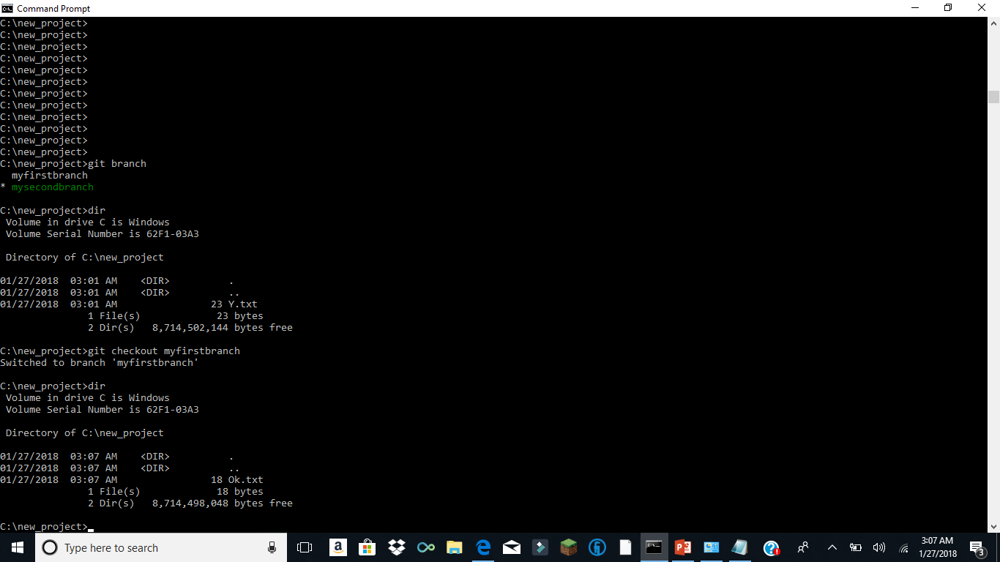 Command Prompt
C:\new_project>
C:\new_project>
C:\new_project>
C:\new_project>
C:\new_project>
C:\new_project>
C:\new_project>
C:\new_project>
C:\new_project>
C:\new_project>
C:\new_project>
C:\new_project>
C:\new_project>git branch
  myfirstbranch
* mysecondbranch
C:\new_project>dir
 Volume in drive C is Windows
 Volume Serial Number is 62F1-03A3
 Directory of C:\new_project
01/27/2018  03:01 AM    <DIR>          .
01/27/2018  03:01 AM    <DIR>          ..
01/27/2018  03:01 AM                23 Y.txt
               1 File(s)             23 bytes
               2 Dir(s)   8,714,502,144 bytes free
C:\new_project>git checkout myfirstbranch
Switched to branch 'myfirstbranch'
C:\new_project>dir
 Volume in drive C is Windows
 Volume Serial Number is 62F1-03A3
 Directory of C:\new_project
01/27/2018  03:07 AM    <DIR>          .
01/27/2018  03:07 AM    <DIR>          ..
01/27/2018  03:07 AM                18 Ok.txt
               1 File(s)             18 bytes
               2 Dir(s)   8,714,498,048 bytes free
C:\new_project>
Type here to search
3:07 AM
1/27/2018
3